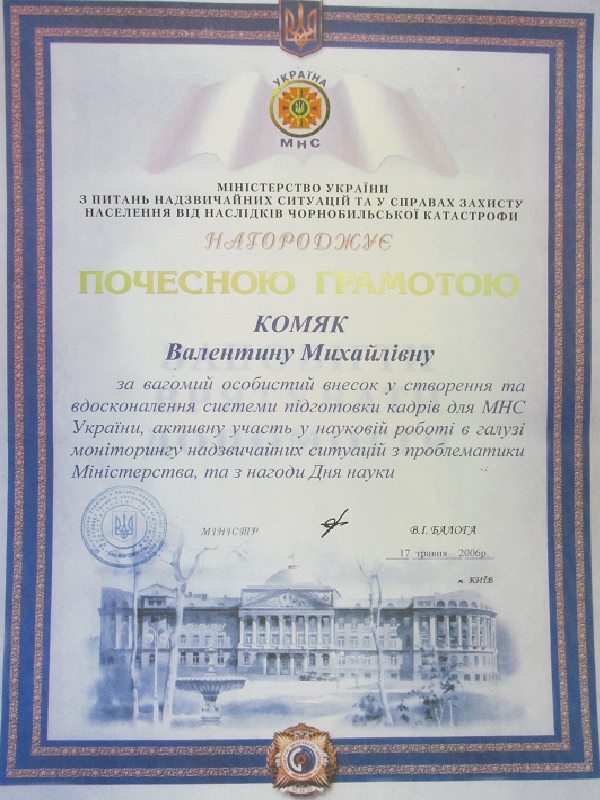 УКРАЇНА
МНС
МІНІСТЕРСТВО УКРАЇНИ
З ПИТАНЬ НАДЗВИЧАЙНИХ СИТУАЦІЙ ТА У СПРАВАХ ЗАХИСТУ
НАСЕЛЕННЯ ВІД НАСЛІДКІВ ЧОРНОБИЛЬСЬКОЇ КАТАСТРОФИ
НАГОРОДЖУЄ
ПОЧЕСНОЮ ГРАМОТОЮ
КОМЯК
Валентину Михайлівну
за вагомий особистий внесок у створення та
вдосконалення системи підготовки кадрів для МНС
України, активну участь у науковій роботі в галузі
моніторингу надзвичайних ситуацій з проблематики
Міністерства, та з нагоди Дня науки
МІНІСТР
В.І. БАЛОГА
17 травня 2006р.
м. КИЇВ